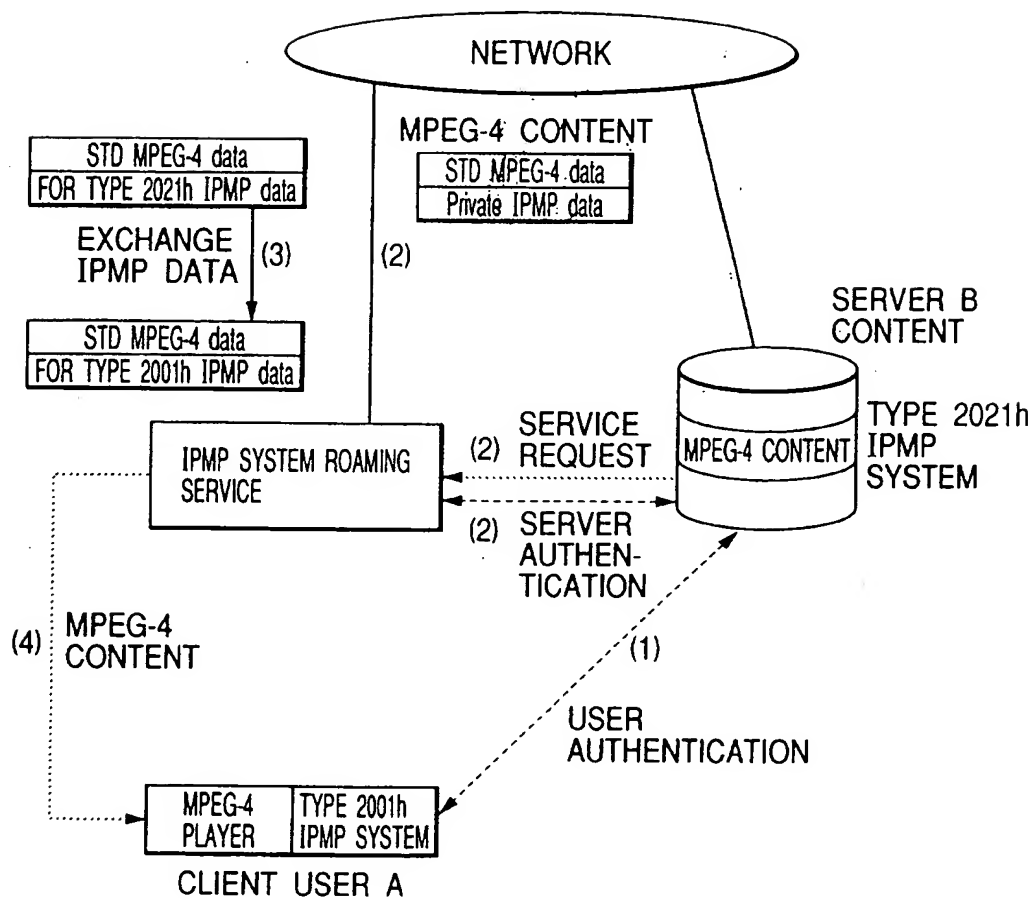 NETWORK
MPEG-4 CONTENT
STD MPEG-4 data
Private IPMP data
STD MPEG-4 data
FOR TYPE 2021h IPMP data
EXCHANGE
IPMP DATA
(3)
(2)
STD MPEG-4 data
FOR TYPE 2001h IPMP data
SERVER B
CONTENT
TYPE 2021h
IPMP
SYSTEM
MPEG-4 CONTENT
IPMP SYSTEM ROAMING
SERVICE
(2)
SERVICE
REQUEST
(2)
SERVER
AUTHEN-
TICATION
(4)
MPEG-4
CONTENT
(1)
USER
AUTHENTICATION
MPEG-4
PLAYER
TYPE 2001h
IPMP SYSTEM
CLIENT USER A